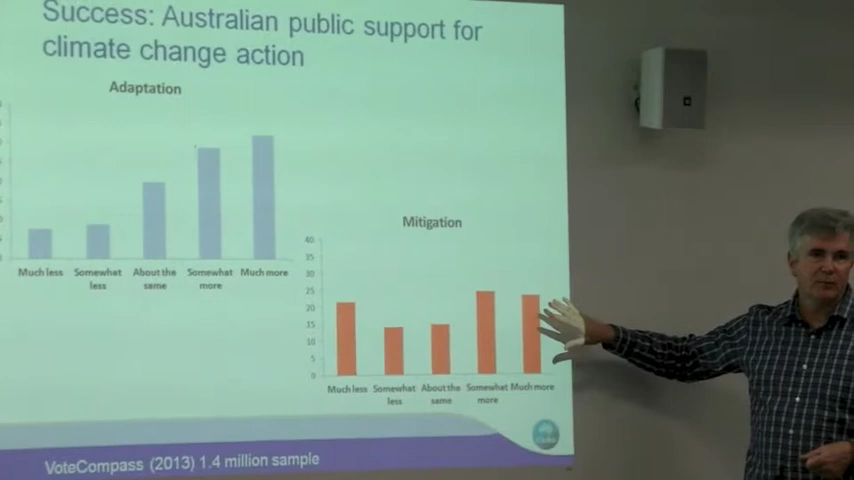 Success: Australian public support for
climate change action
Adaptation
Much less
Somewhat
less
About the
same
Somewhat
more
Much more
Mitigation
40
35
30
25
20
15
10
5
0
Much less
Somewhat
less
About the
same
Somewhat
more
Much more
VoteCompass (2013) 1.4 million sample